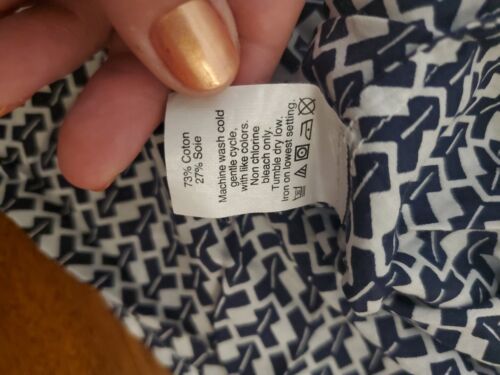 73% Coton
27% Soie
Machine wash cold
gentle cycle,
with like colors.
Non chlorine
bleach only.
Tumble dry low.
Iron on lowest setting.